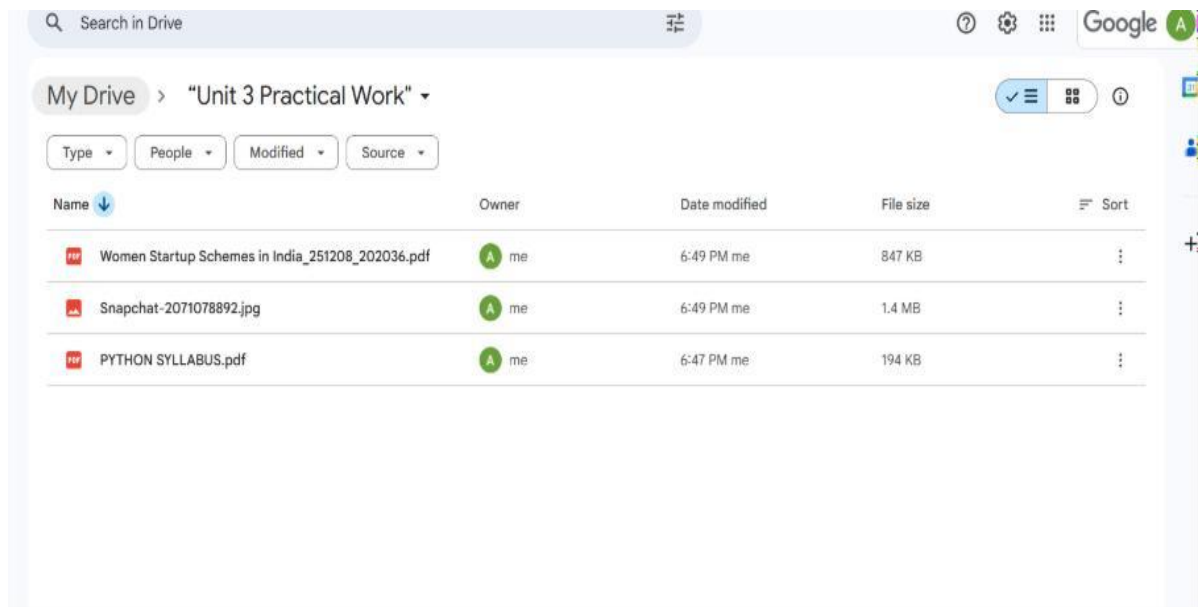 Search in Drive
Google A
My Drive > “Unit 3 Practical Work"
Type People Modified Source
Name Owner Date modified File size Sort
PDF Women Startup Schemes in India_251208_202036.pdf A me 6:49 PM me 847 KB
Snapchat-2071078892.jpg A me 6:49 PM me 1.4 MB
PDF PYTHON SYLLABUS.pdf A me 6:47 PM me 194 KB